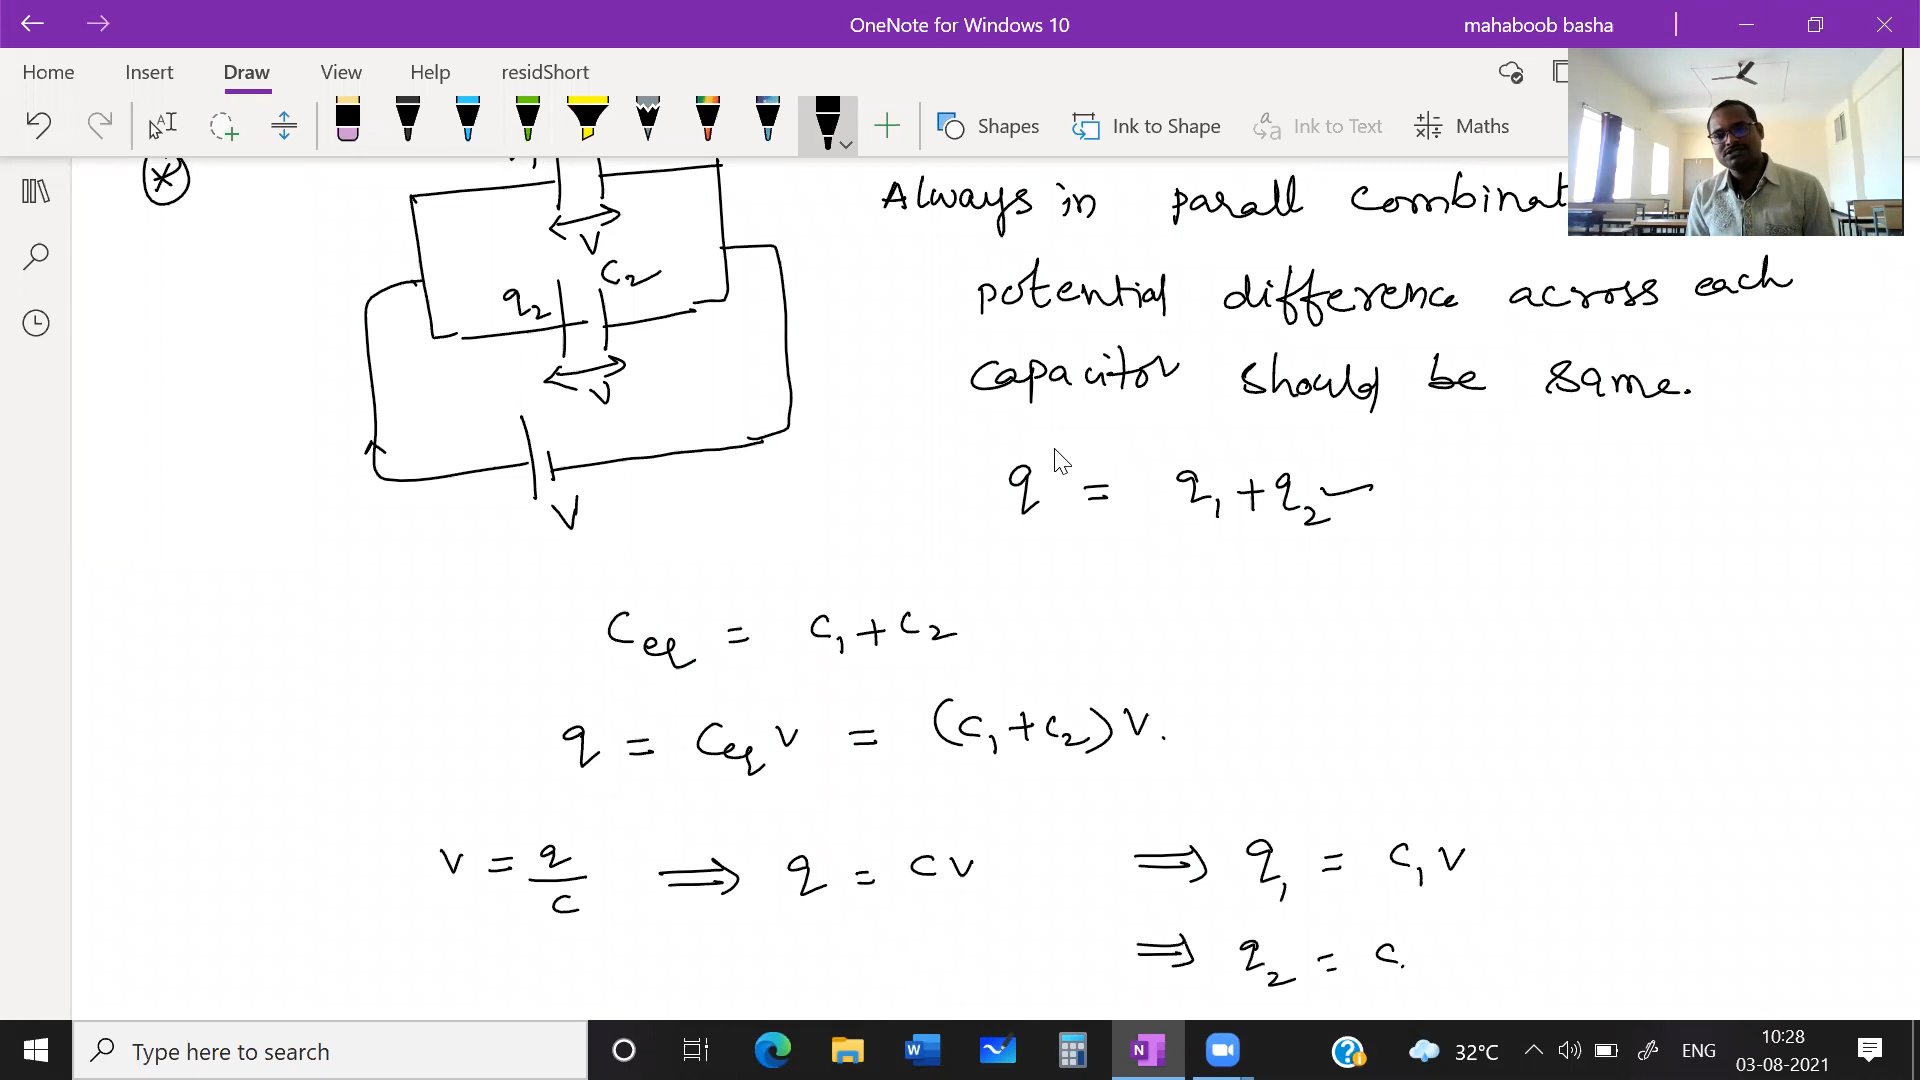 OneNote for Windows 10
mahaboob basha
Home Insert Draw View Help residShort
Shapes Ink to Shape Ink to Text Maths
Always in parall combinat
potential difference across each
capacitor should be same.
V
C2
q2
V
V
q = q1 + q2
Ceq = C1 + C2
q = Ceq V = (C1 + C2) V.
V = q/C ⟹ q = CV ⟹ q1 = C1 V
⟹ q2 = C
Type here to search
32°C
ENG
10:28
03-08-2021